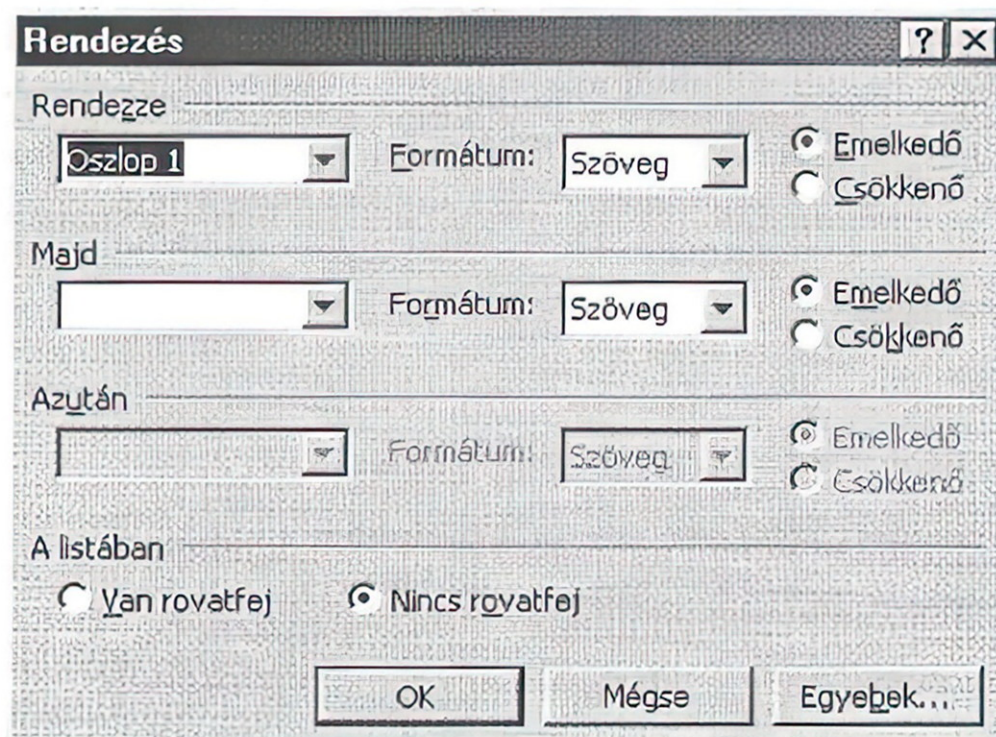 Rendezés
Rendezze
Oszlop 1 Formátum: Szöveg Emelkedő
Csökkenő
Majd
Formátum: Szöveg Emelkedő
Csökkenő
Azután
Formátum: Szöveg Emelkedő
Csökkenő
A listában
Van rovatfej Nincs rovatfej
OK Mégse Egyebek...